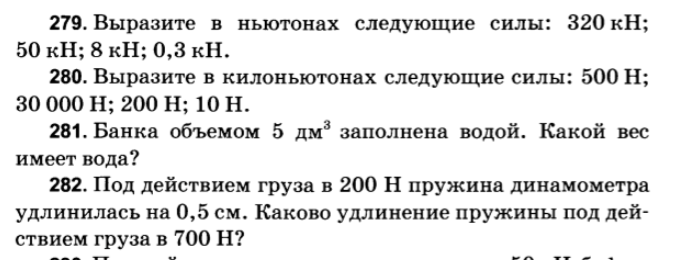 279. Выразите в ньютонах следующие силы: 320 кН;
50 кН; 8 кН; 0,3 кН.
280. Выразите в килоньютонах следующие силы: 500 Н;
30 000 Н; 200 Н; 10 Н.
281. Банка объемом 5 дм³ заполнена водой. Какой вес
имеет вода?
282. Под действием груза в 200 Н пружина динамометра
удлинилась на 0,5 см. Каково удлинение пружины под дей-
ствием груза в 700 Н?